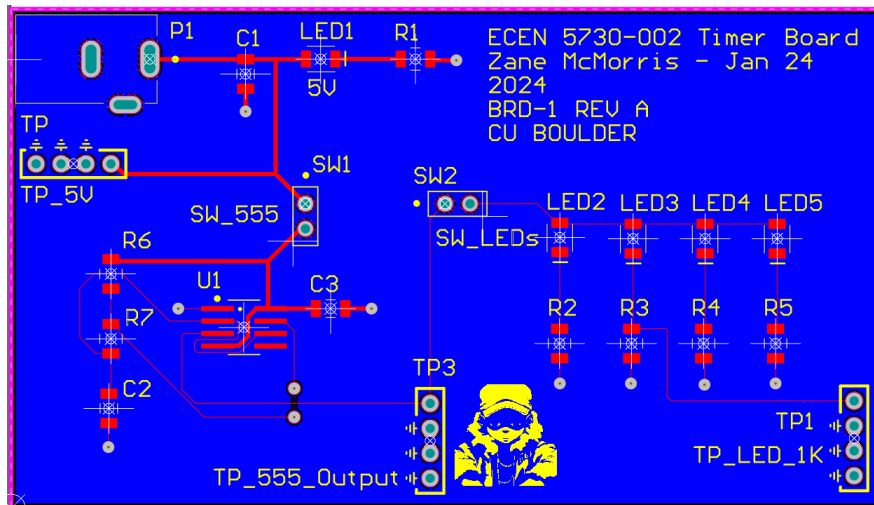 P1
C1
LED1
R1
5V
ECEN 5730-002 Timer Board
Zane McMorris - Jan 24
2024
BRD-1 REV A
CU BOULDER
TP
TP_5V
SW1
SW_555
SW2
SW_LEDs
LED2
LED3
LED4
LED5
R6
U1
C3
R7
R2
R3
R4
R5
C2
TP3
TP_555_Output
TP1
TP_LED_1K